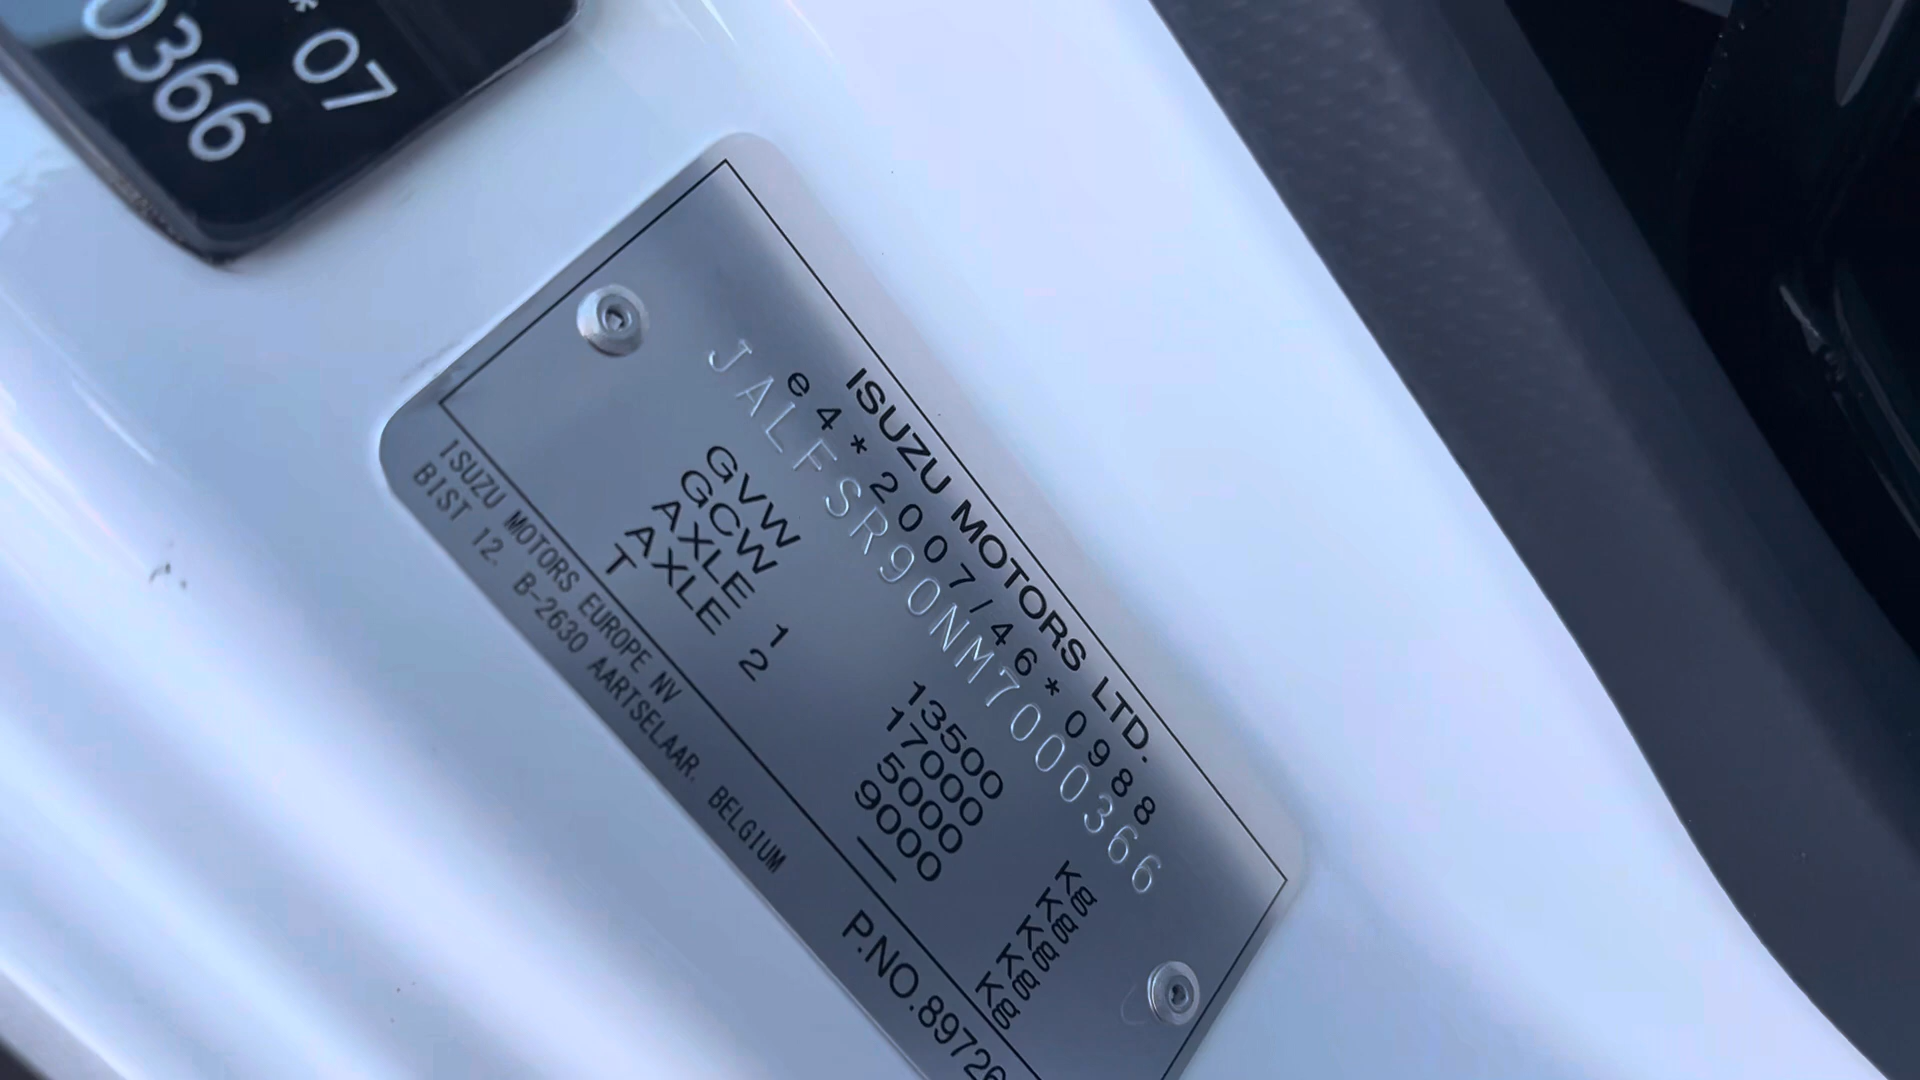 * 07
0366
ISUZU MOTORS LTD.
e4*2007/46*0988
JALFSR90NM7000366
GVW 13500 Kg
GCW 17000 Kg
AXLE 1 5000 Kg
AXLE 2 9000 Kg
T — Kg
ISUZU MOTORS EUROPE NV
BIST 12. B-2630 AARTSELAAR. BELGIUM
P.NO.89726